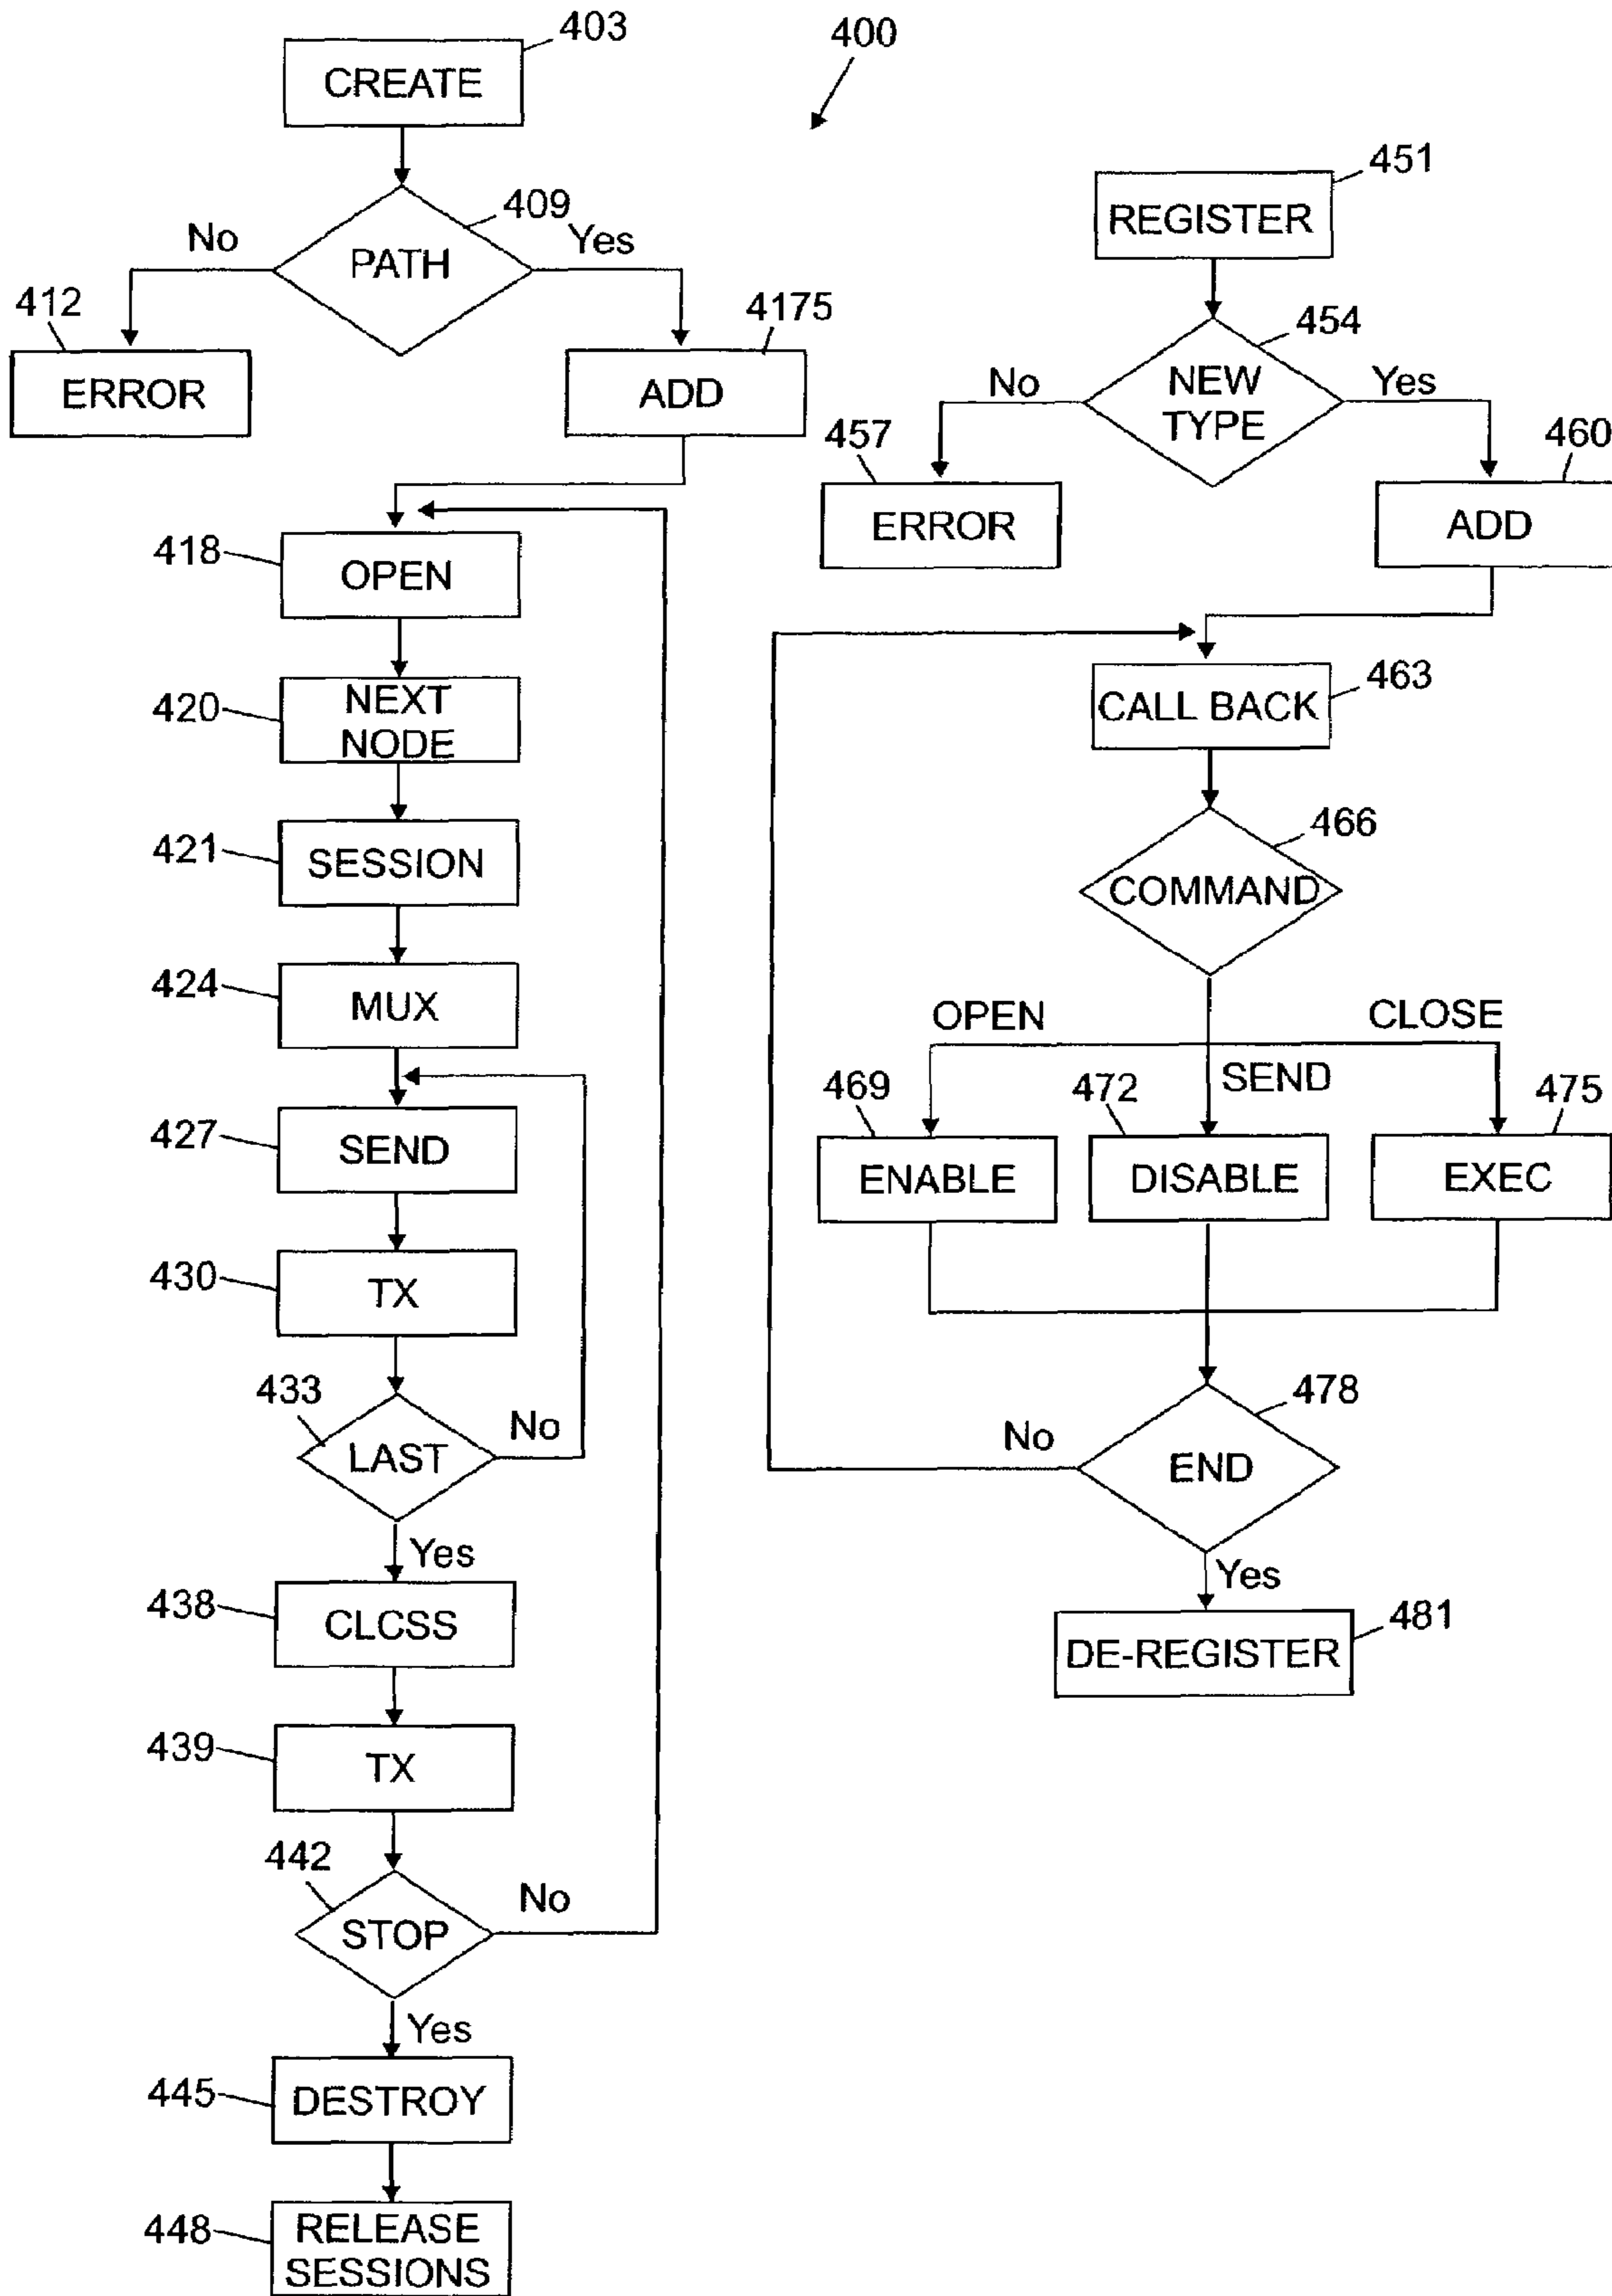 400
403
CREATE
409
PATH
No
Yes
412
ERROR
4175
ADD
418
OPEN
420
NEXT
NODE
421
SESSION
424
MUX
427
SEND
430
TX
433
LAST
No
Yes
438
CLCSS
439
TX
442
STOP
No
Yes
445
DESTROY
448
RELEASE
SESSIONS
451
REGISTER
454
NEW
TYPE
No
Yes
457
ERROR
460
ADD
463
CALL BACK
466
COMMAND
OPEN
SEND
CLOSE
469
ENABLE
472
DISABLE
475
EXEC
478
END
No
Yes
481
DE-REGISTER